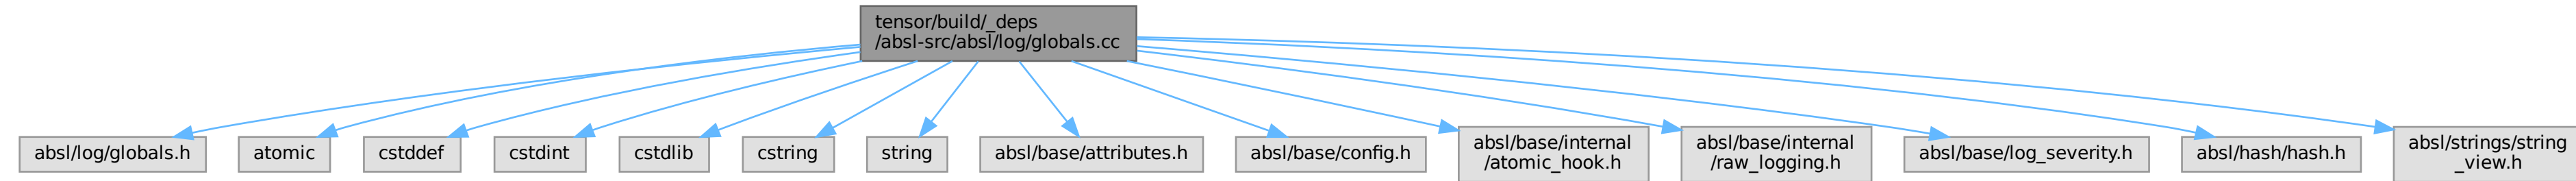 tensor/build/_deps
/absl-src/absl/log/globals.cc
absl/log/globals.h
atomic
cstddef
cstdint
cstdlib
cstring
string
absl/base/attributes.h
absl/base/config.h
absl/base/internal
/atomic_hook.h
absl/base/internal
/raw_logging.h
absl/base/log_severity.h
absl/hash/hash.h
absl/strings/string
_view.h